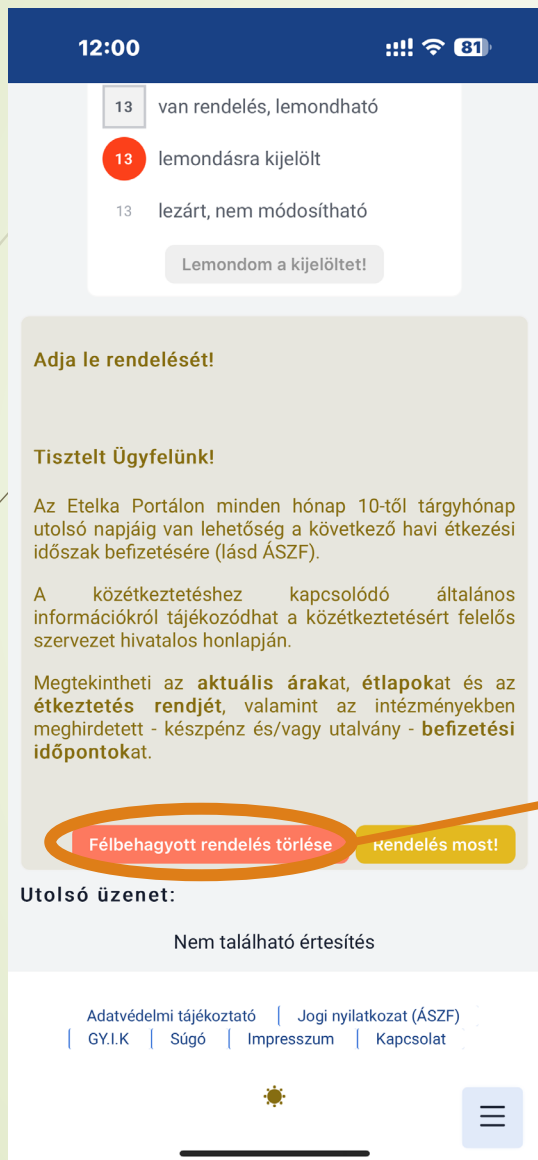 12:00
81
13 van rendelés, lemondható
13 lemondásra kijelölt
13 lezárt, nem módosítható
Lemondom a kijelöltet!
Adja le rendelését!
Tisztelt Ügyfelünk!
Az Etelka Portálon minden hónap 10-től tárgyhónap
utolsó napjáig van lehetőség a következő havi étkezési
időszak befizetésére (lásd ÁSZF).
A közétkeztetéshez kapcsolódó általános
információkról tájékozódhat a közétkeztetésért felelős
szervezet hivatalos honlapján.
Megtekintheti az aktuális árakat, étlapokat és az
étkeztetés rendjét, valamint az intézményekben
meghirdetett - készpénz és/vagy utalvány - befizetési
időpontokat.
Félbehagyott rendelés törlése Rendelés most!
Utolsó üzenet:
Nem található értesítés
Adatvédelmi tájékoztató | Jogi nyilatkozat (ÁSZF)
| GY.I.K | Súgó | Impresszum | Kapcsolat